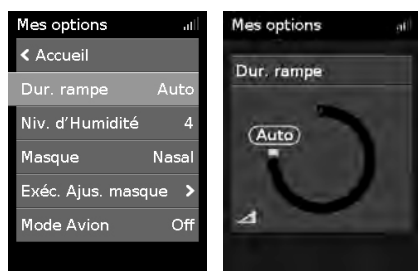 Mes options
Accueil
Dur. rampe Auto
Niv. d'Humidité 4
Masque Nasal
Exéc. Ajus. masque
Mode Avion Off
Mes options
Dur. rampe
Auto